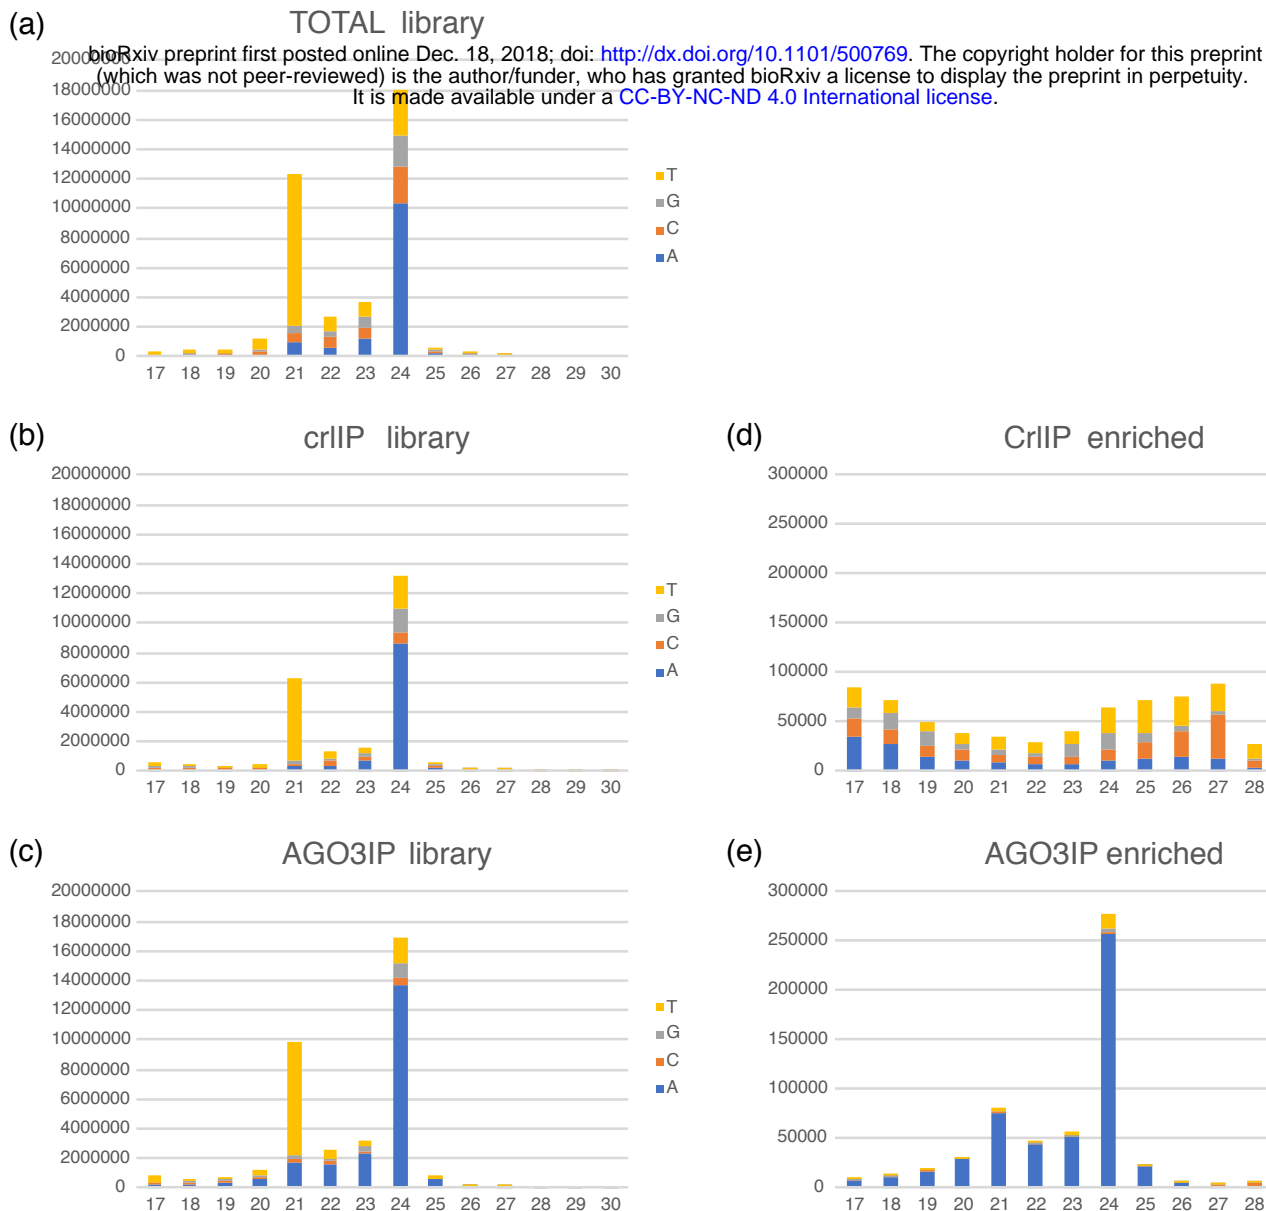 (a)
TOTAL library
bioRxiv preprint first posted online Dec. 18, 2018; doi: http://dx.doi.org/10.1101/500769. The copyright holder for this preprint
(which was not peer-reviewed) is the author/funder, who has granted bioRxiv a license to display the preprint in perpetuity.
It is made available under a CC-BY-NC-ND 4.0 International license.
20000000
18000000
16000000
14000000
12000000
10000000
8000000
6000000
4000000
2000000
0
17 18 19 20 21 22 23 24 25 26 27 28 29 30
T
G
C
A
(b)
crIIP library
20000000
18000000
16000000
14000000
12000000
10000000
8000000
6000000
4000000
2000000
0
17 18 19 20 21 22 23 24 25 26 27 28 29 30
T
G
C
A
(d)
CrIIP enriched
300000
250000
200000
150000
100000
50000
0
17 18 19 20 21 22 23 24 25 26 27 28
(c)
AGO3IP library
20000000
18000000
16000000
14000000
12000000
10000000
8000000
6000000
4000000
2000000
0
17 18 19 20 21 22 23 24 25 26 27 28 29 30
T
G
C
A
(e)
AGO3IP enriched
300000
250000
200000
150000
100000
50000
0
17 18 19 20 21 22 23 24 25 26 27 28